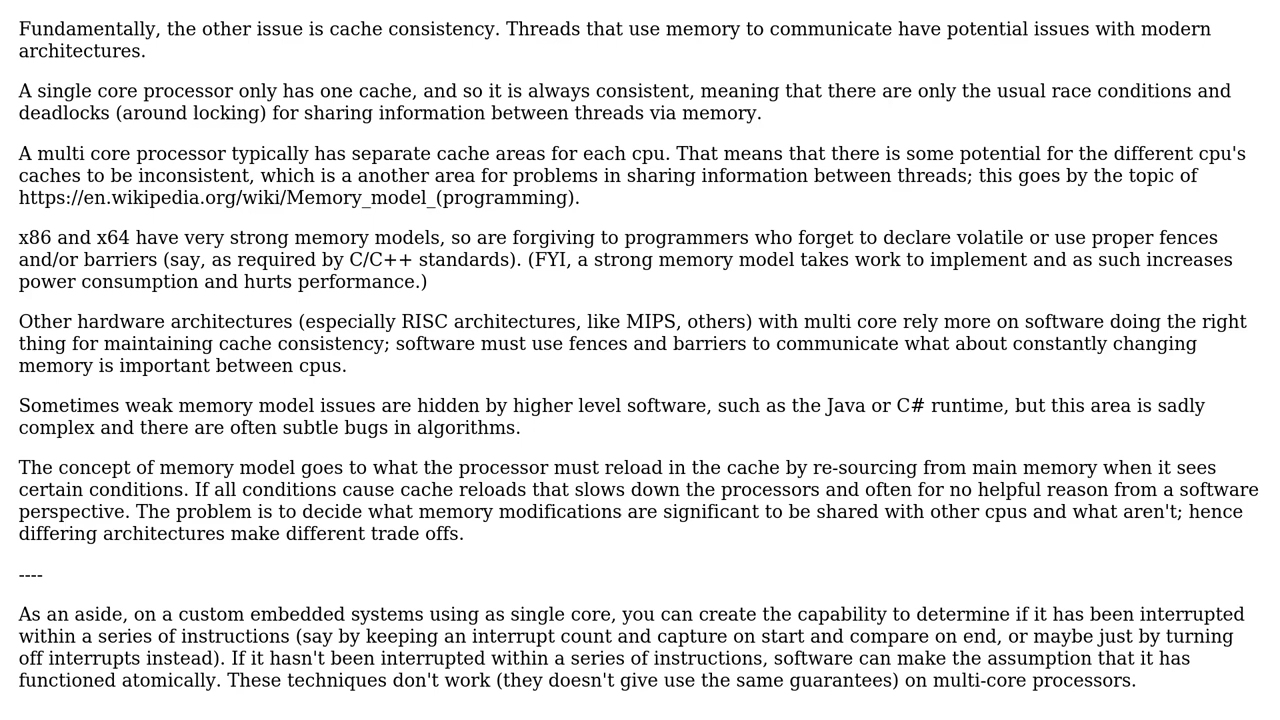 Fundamentally, the other issue is cache consistency. Threads that use memory to communicate have potential issues with modern
architectures.
A single core processor only has one cache, and so it is always consistent, meaning that there are only the usual race conditions and
deadlocks (around locking) for sharing information between threads via memory.
A multi core processor typically has separate cache areas for each cpu. That means that there is some potential for the different cpu's
caches to be inconsistent, which is a another area for problems in sharing information between threads; this goes by the topic of
https://en.wikipedia.org/wiki/Memory_model_(programming).
x86 and x64 have very strong memory models, so are forgiving to programmers who forget to declare volatile or use proper fences
and/or barriers (say, as required by C/C++ standards). (FYI, a strong memory model takes work to implement and as such increases
power consumption and hurts performance.)
Other hardware architectures (especially RISC architectures, like MIPS, others) with multi core rely more on software doing the right
thing for maintaining cache consistency; software must use fences and barriers to communicate what about constantly changing
memory is important between cpus.
Sometimes weak memory model issues are hidden by higher level software, such as the Java or C# runtime, but this area is sadly
complex and there are often subtle bugs in algorithms.
The concept of memory model goes to what the processor must reload in the cache by re-sourcing from main memory when it sees
certain conditions. If all conditions cause cache reloads that slows down the processors and often for no helpful reason from a software
perspective. The problem is to decide what memory modifications are significant to be shared with other cpus and what aren't; hence
differing architectures make different trade offs.
----
As an aside, on a custom embedded systems using as single core, you can create the capability to determine if it has been interrupted
within a series of instructions (say by keeping an interrupt count and capture on start and compare on end, or maybe just by turning
off interrupts instead). If it hasn't been interrupted within a series of instructions, software can make the assumption that it has
functioned atomically. These techniques don't work (they doesn't give use the same guarantees) on multi-core processors.